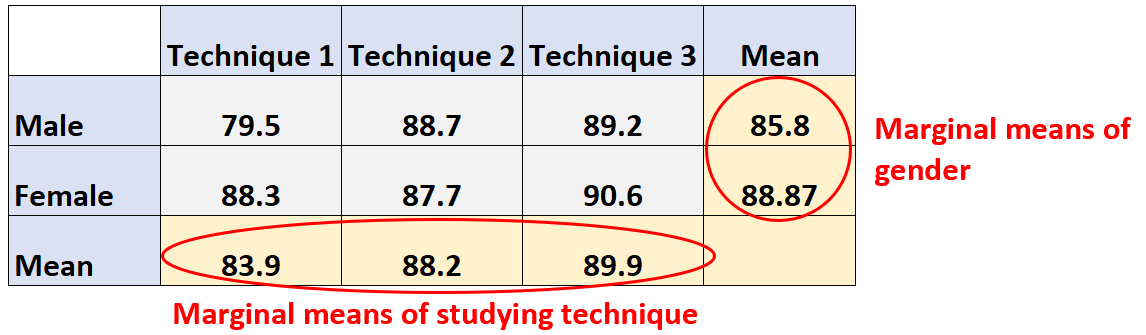 Technique 1 Technique 2 Technique 3 Mean
Male 79.5 88.7 89.2 85.8
Female 88.3 87.7 90.6 88.87
Mean 83.9 88.2 89.9
Marginal means of
gender
Marginal means of studying technique